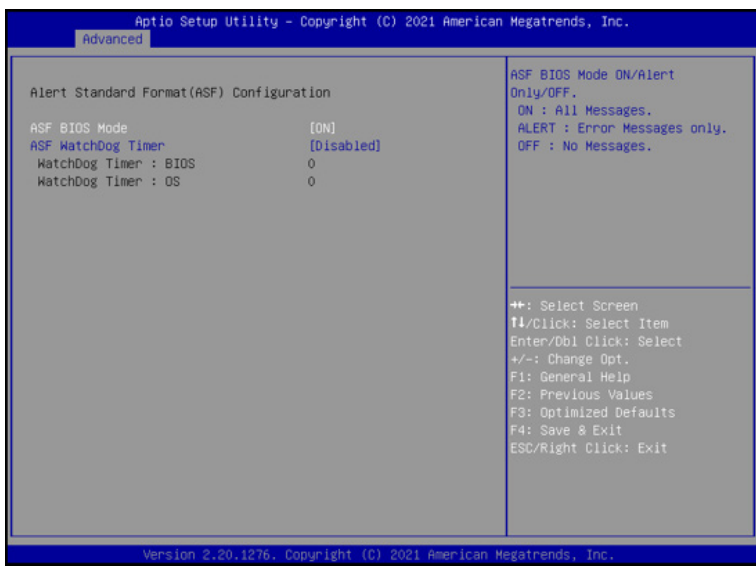 Aptio Setup Utility – Copyright (C) 2021 American Megatrends, Inc.
Advanced
Alert Standard Format(ASF) Configuration
ASF BIOS Mode [ON]
ASF WatchDog Timer [Disabled]
WatchDog Timer : BIOS 0
WatchDog Timer : OS 0
ASF BIOS Mode ON/Alert
Only/OFF.
ON : All Messages.
ALERT : Error Messages only.
OFF : No Messages.
→←: Select Screen
↑↓/Click: Select Item
Enter/Dbl Click: Select
+/-: Change Opt.
F1: General Help
F2: Previous Values
F3: Optimized Defaults
F4: Save & Exit
ESC/Right Click: Exit
Version 2.20.1276. Copyright (C) 2021 American Megatrends, Inc.